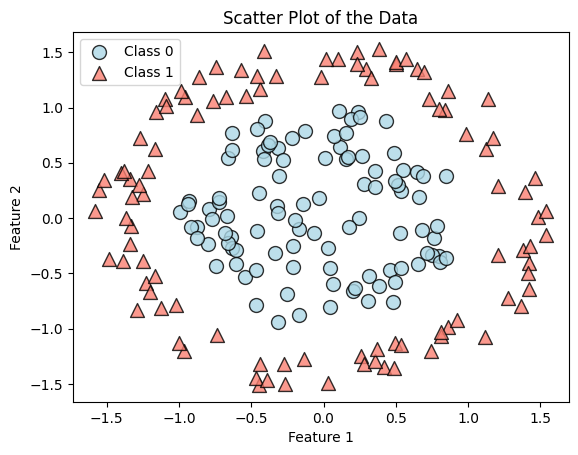 Scatter Plot of the Data
Class 0
Class 1
Feature 2
1.5
1.0
0.5
0.0
−0.5
−1.0
−1.5
−1.5 −1.0 −0.5 0.0 0.5 1.0 1.5
Feature 1